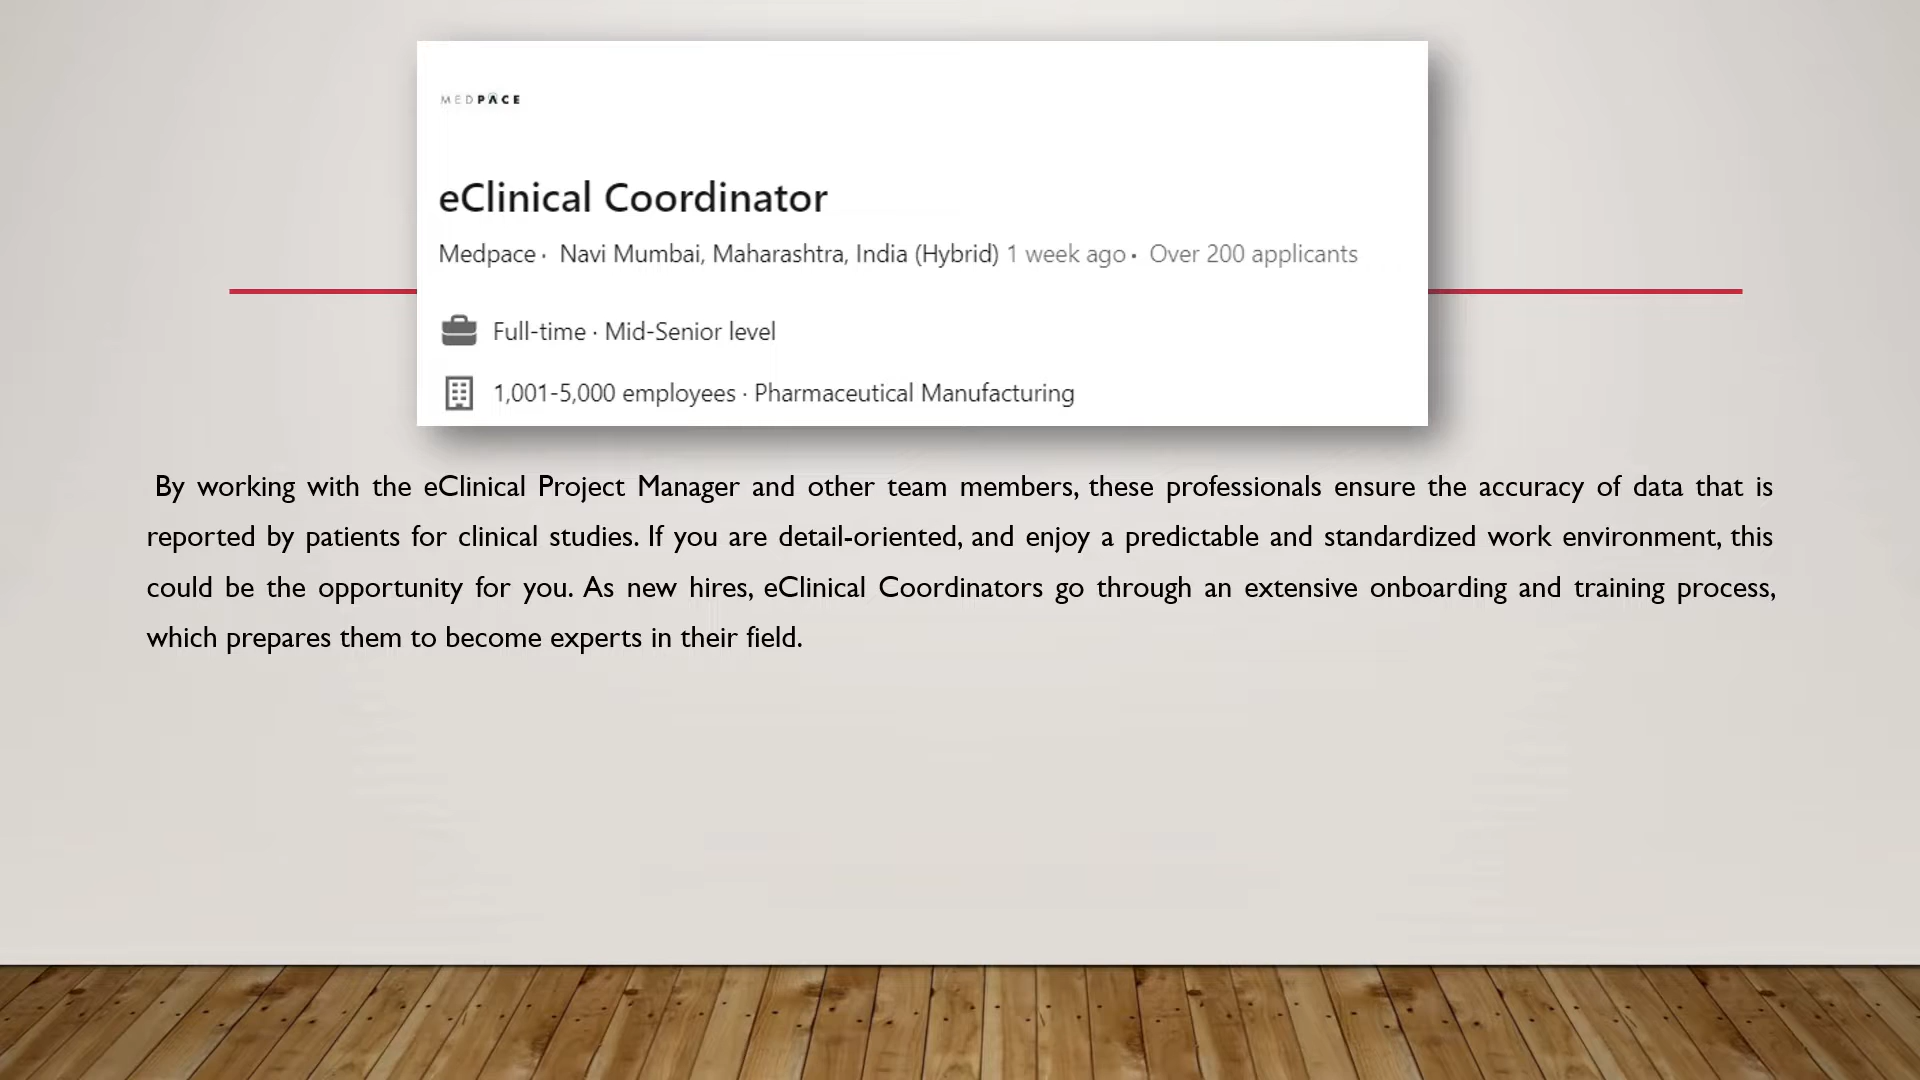 MEDPACE
eClinical Coordinator
Medpace · Navi Mumbai, Maharashtra, India (Hybrid) 1 week ago · Over 200 applicants
Full-time · Mid-Senior level
1,001-5,000 employees · Pharmaceutical Manufacturing
By working with the eClinical Project Manager and other team members, these professionals ensure the accuracy of data that is
reported by patients for clinical studies. If you are detail-oriented, and enjoy a predictable and standardized work environment, this
could be the opportunity for you. As new hires, eClinical Coordinators go through an extensive onboarding and training process,
which prepares them to become experts in their field.